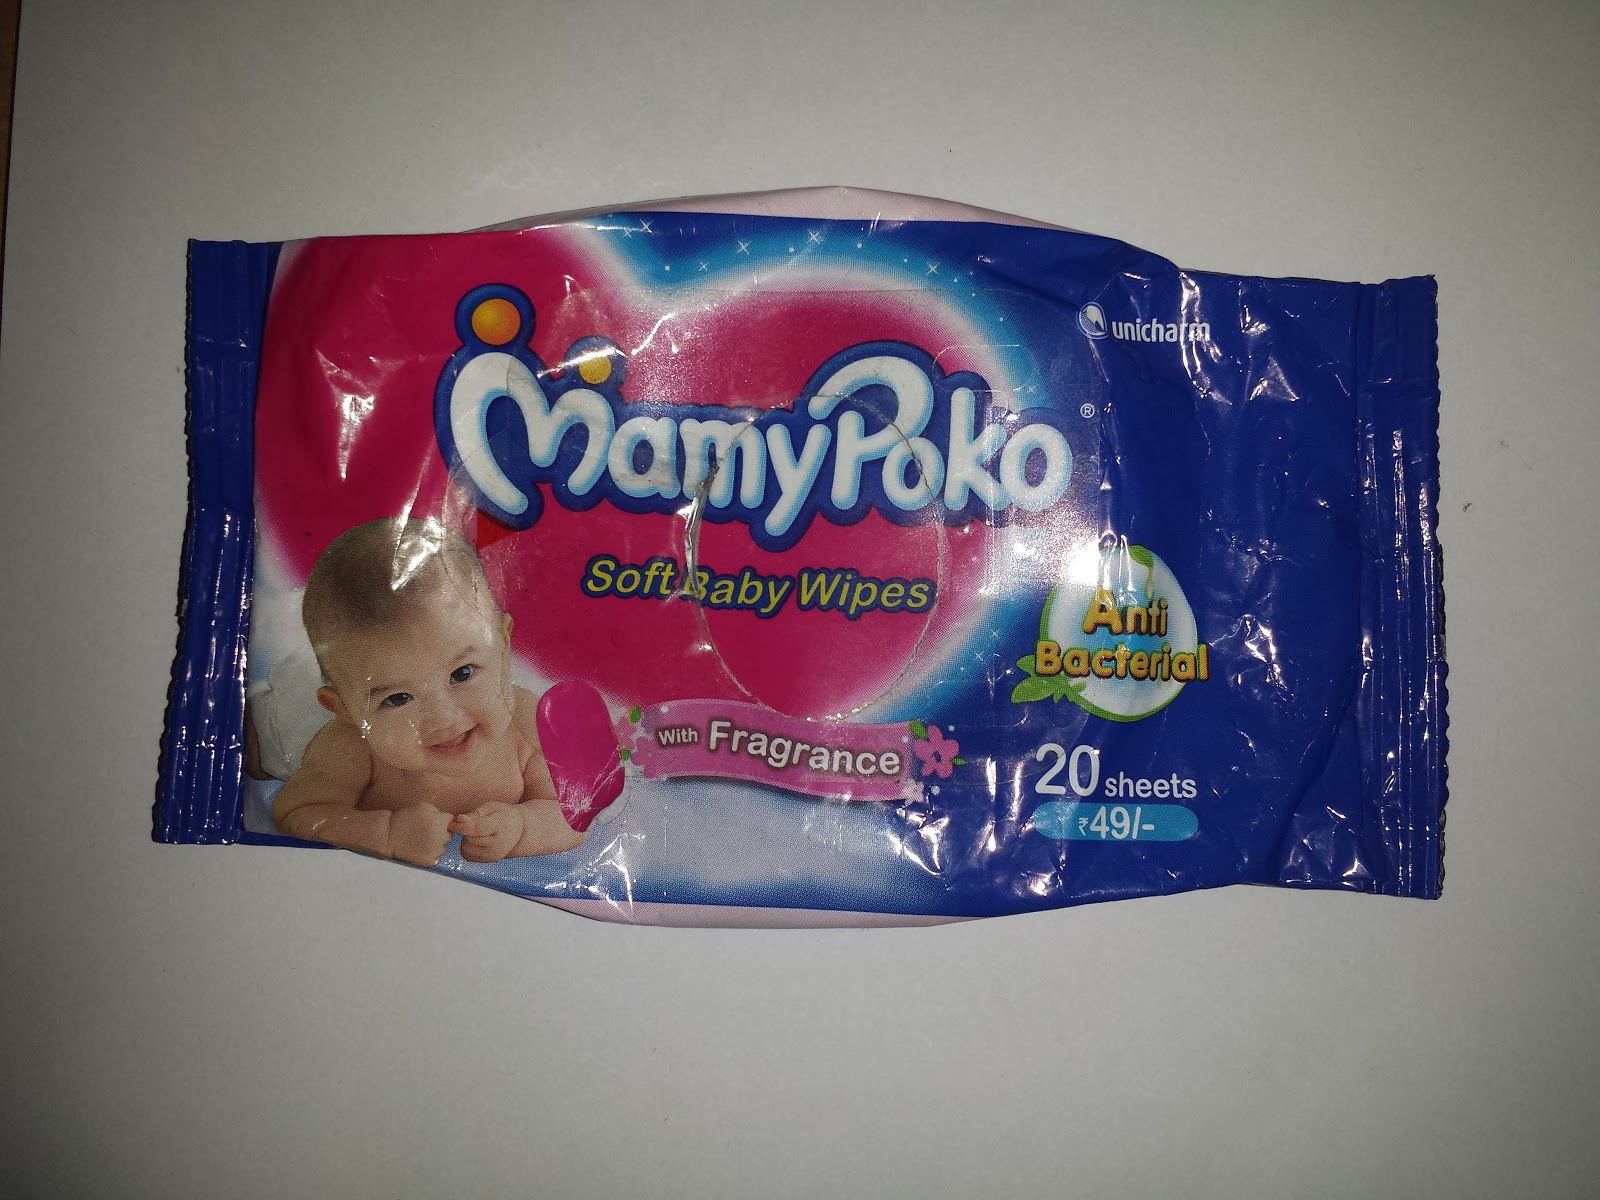 unicharm
MamyPoko®
Soft Baby Wipes
Anti
Bacterial
With Fragrance
20 sheets
₹49/-